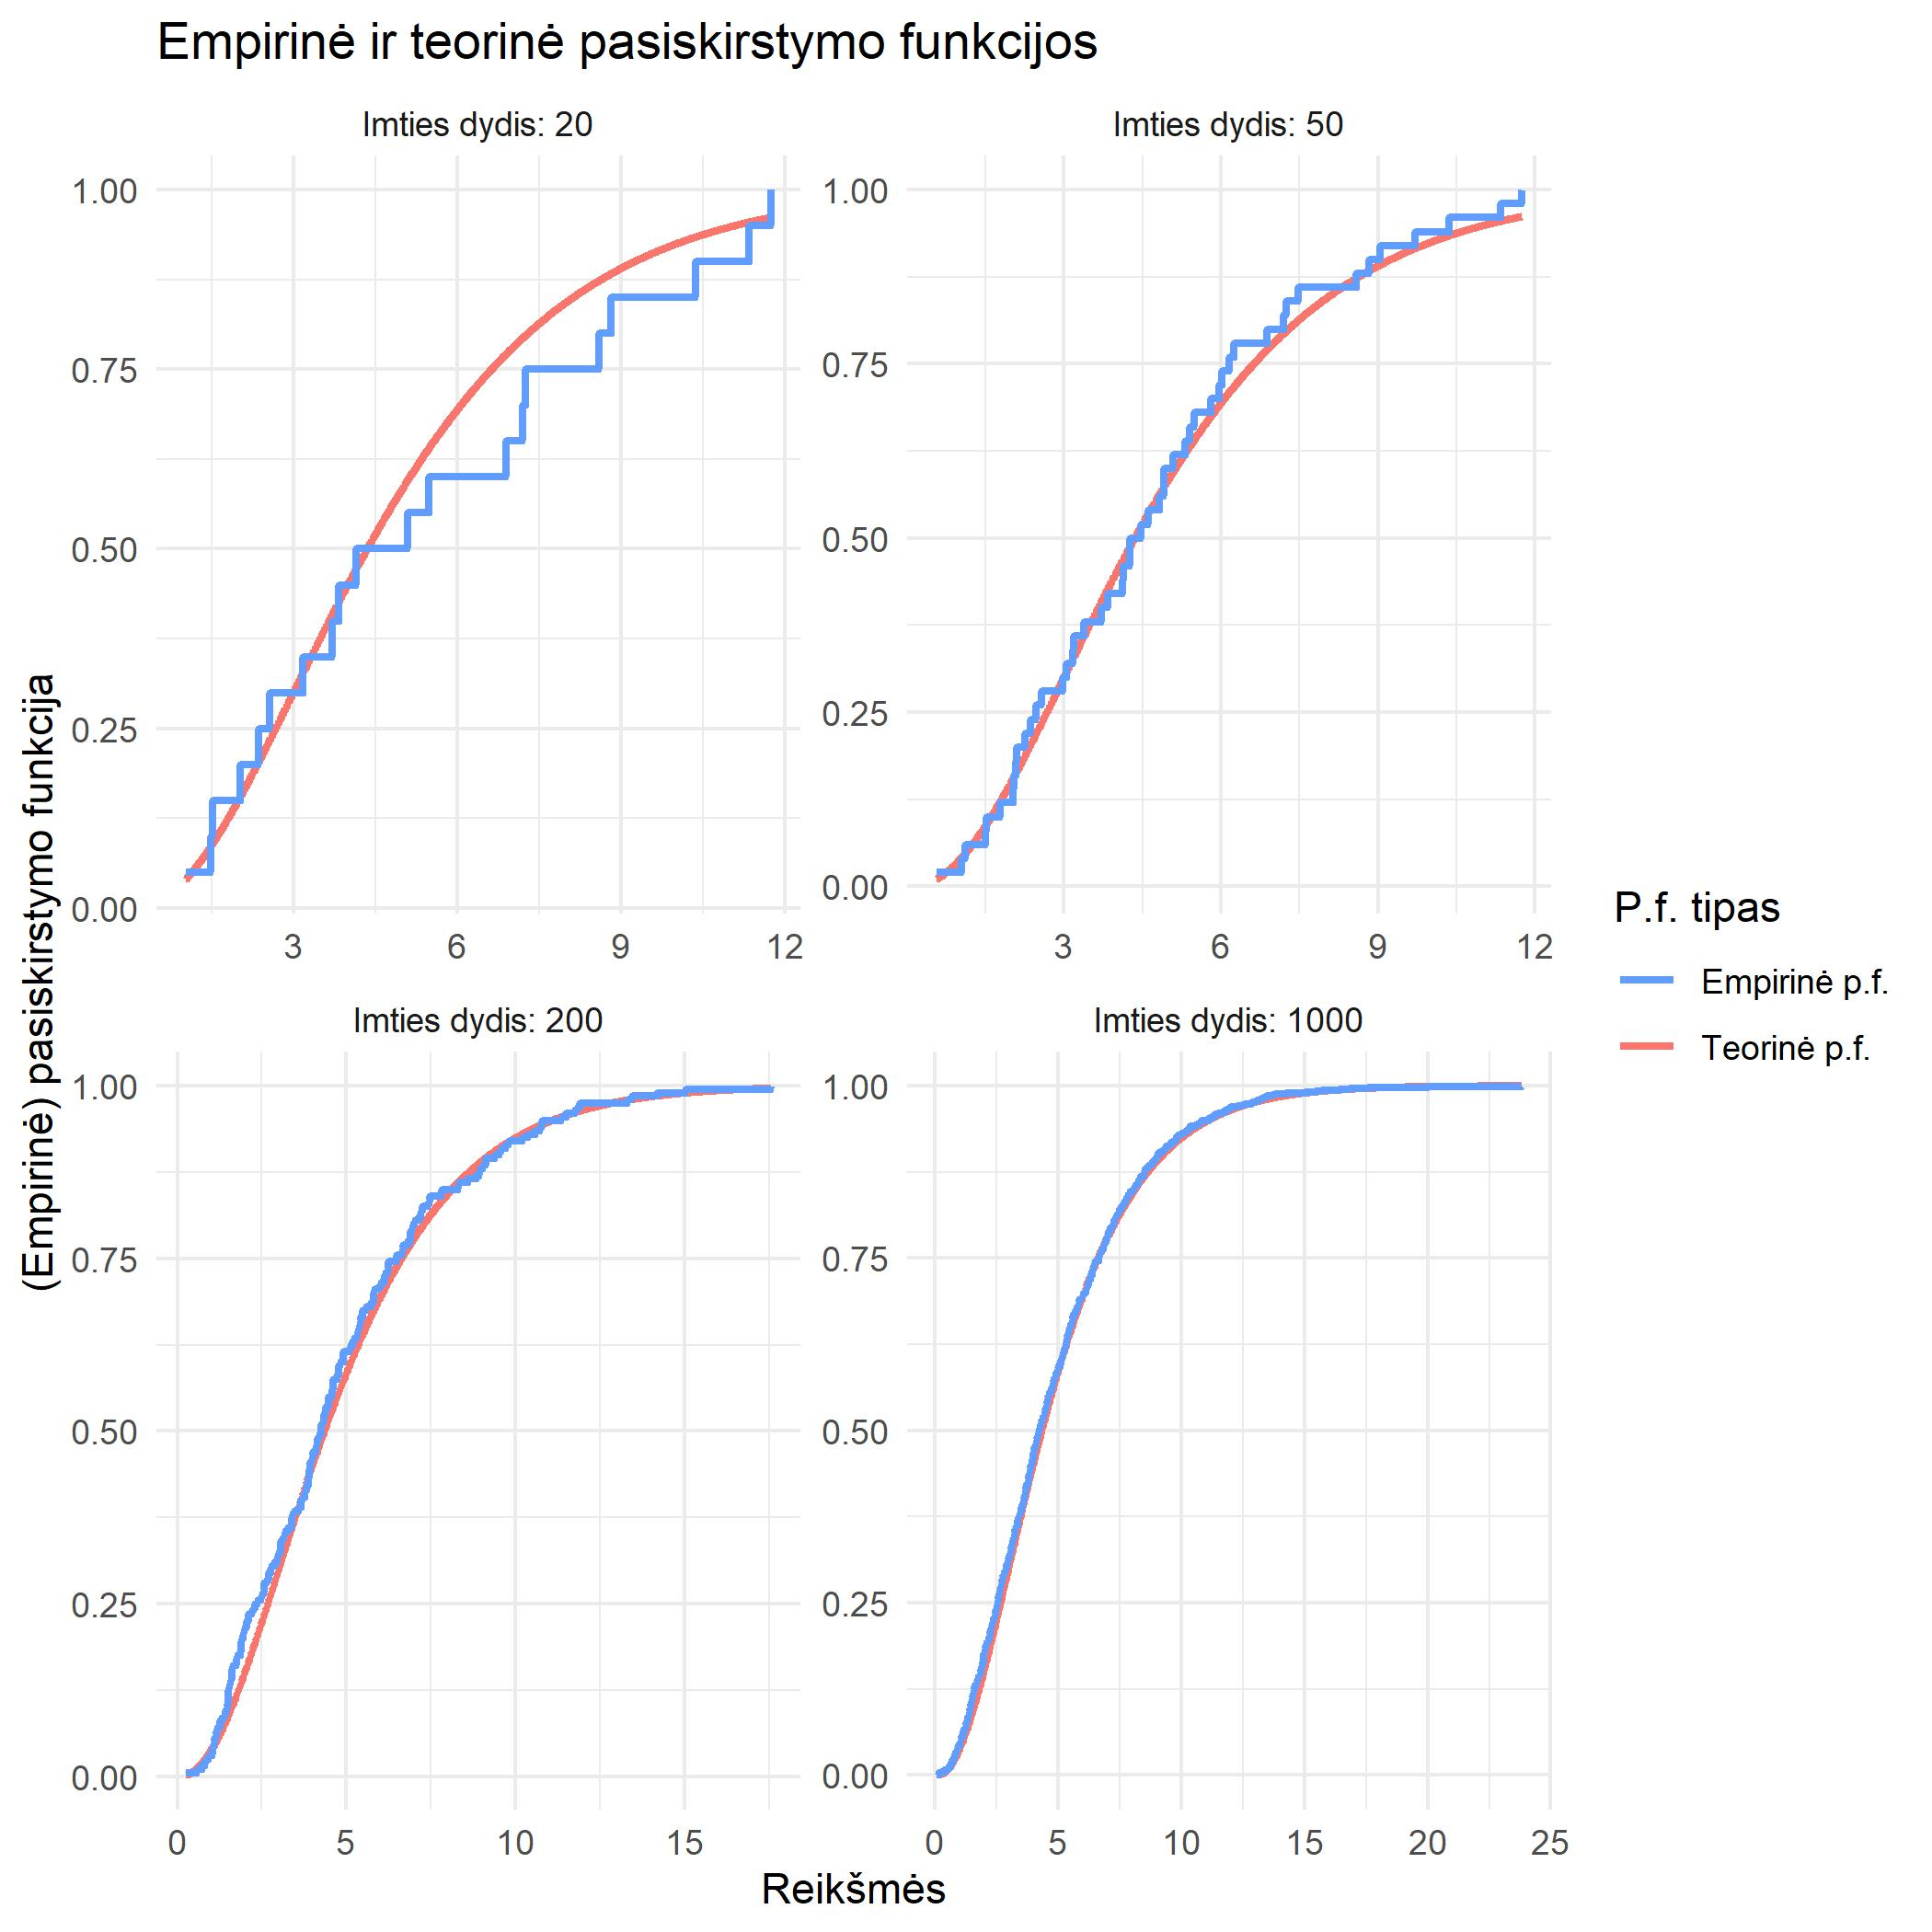 Empirinė ir teorinė pasiskirstymo funkcijos
Imties dydis: 20
1.00
0.75
0.50
0.25
0.00
3 6 9 12
Imties dydis: 50
1.00
0.75
0.50
0.25
0.00
3 6 9 12
Imties dydis: 200
1.00
0.75
0.50
0.25
0.00
0 5 10 15
Imties dydis: 1000
1.00
0.75
0.50
0.25
0.00
0 5 10 15 20 25
(Empirinė) pasiskirstymo funkcija
Reikšmės
P.f. tipas
Empirinė p.f.
Teorinė p.f.